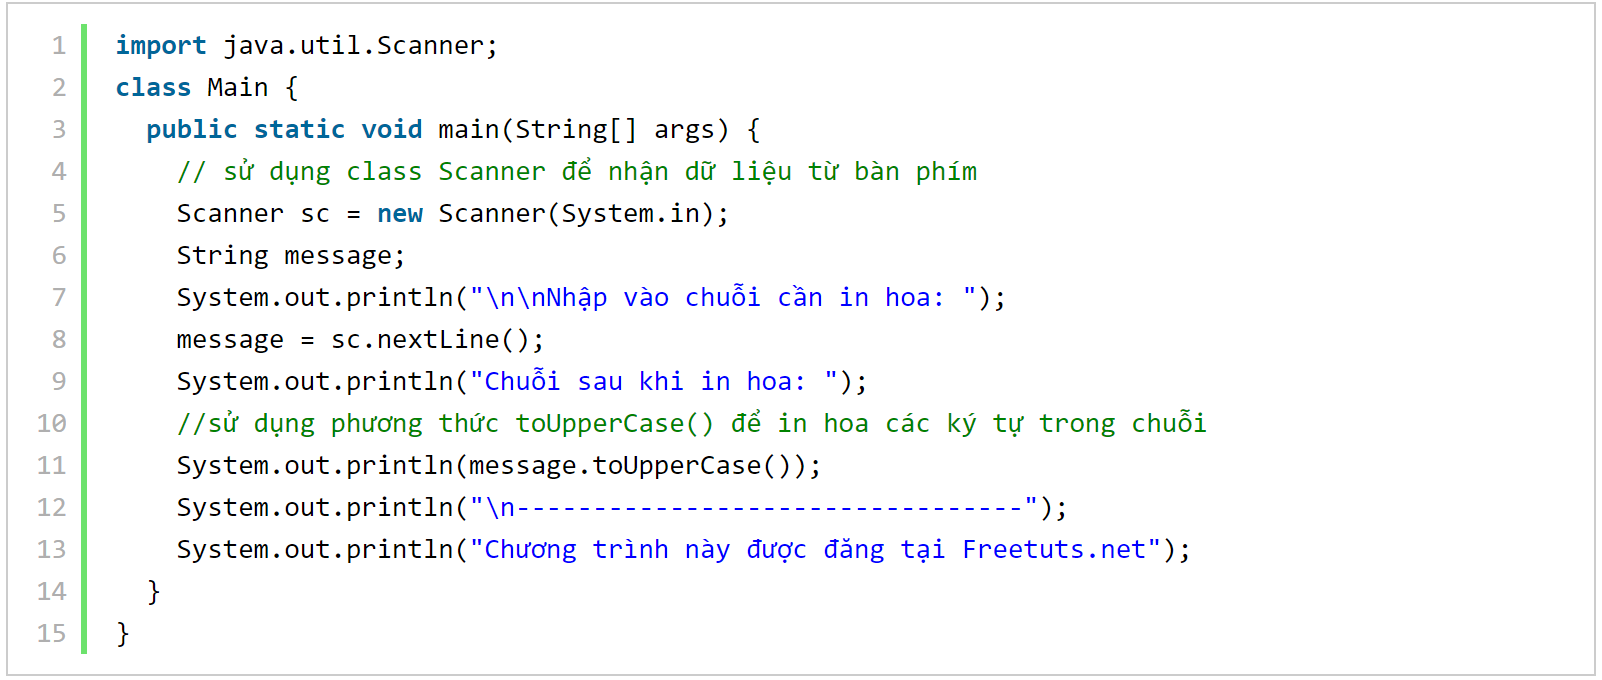 1 import java.util.Scanner;
2 class Main {
3 public static void main(String[] args) {
4 // sử dụng class Scanner để nhận dữ liệu từ bàn phím
5 Scanner sc = new Scanner(System.in);
6 String message;
7 System.out.println("\n\nNhập vào chuỗi cần in hoa: ");
8 message = sc.nextLine();
9 System.out.println("Chuỗi sau khi in hoa: ");
10 //sử dụng phương thức toUpperCase() để in hoa các ký tự trong chuỗi
11 System.out.println(message.toUpperCase());
12 System.out.println("\n---------------------------------");
13 System.out.println("Chương trình này được đăng tại Freetuts.net");
14 }
15 }